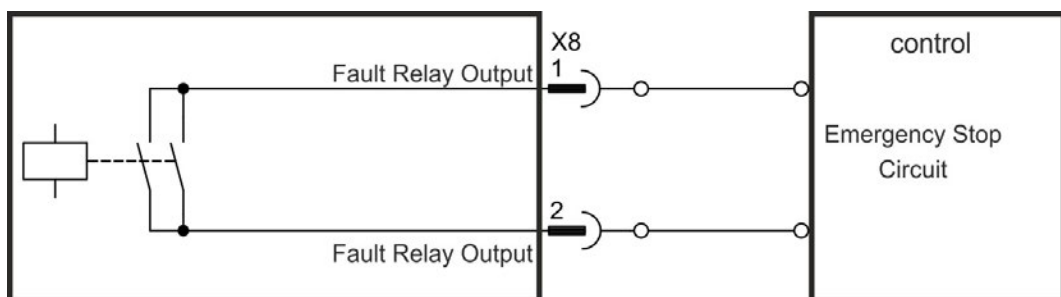 X8
control
Fault Relay Output
1
Emergency Stop
Circuit
2
Fault Relay Output